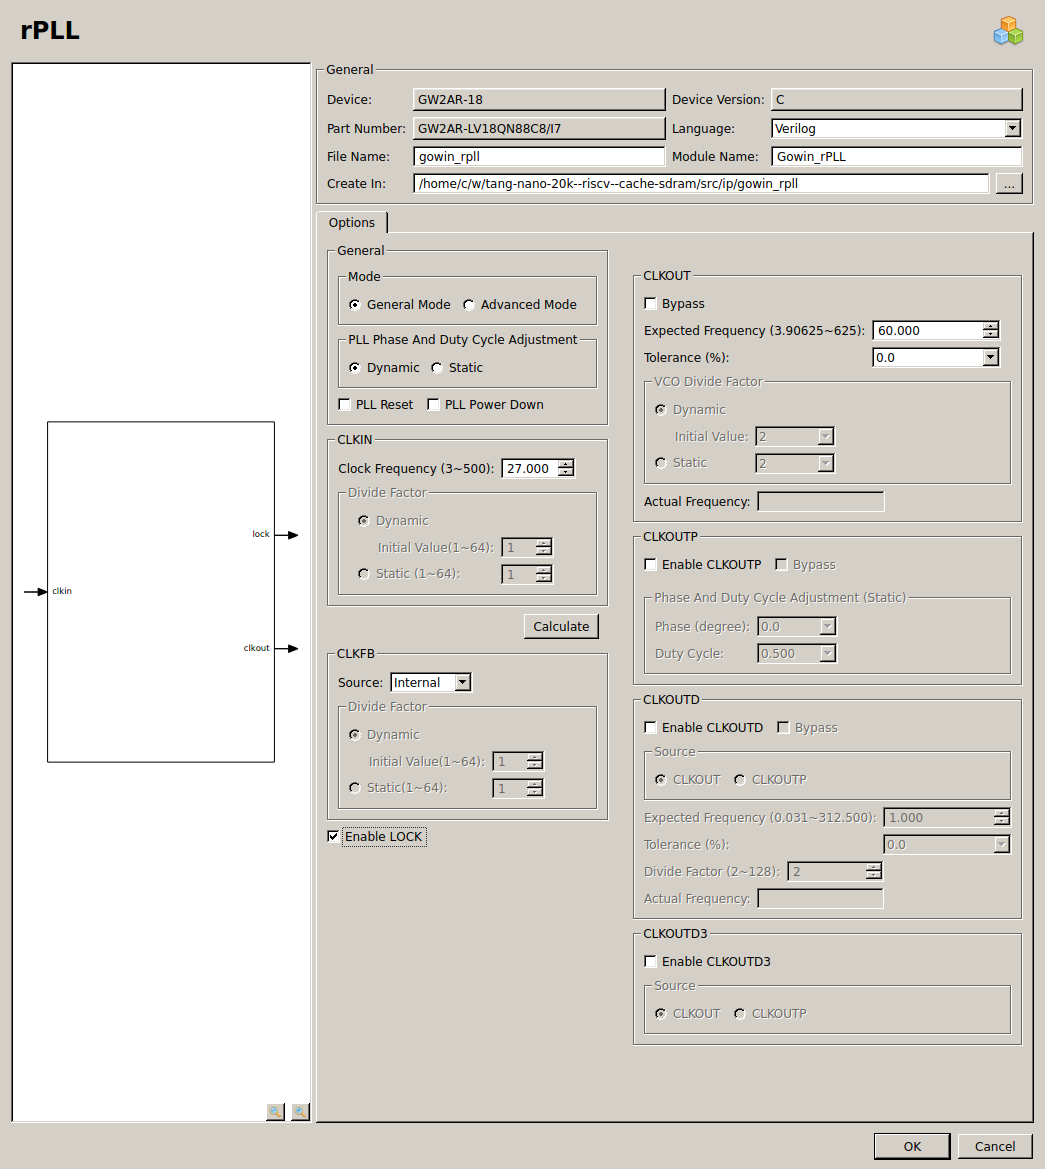 rPLL
lock
clkin
clkout
General
Device: GW2AR-18 Device Version: C
Part Number: GW2AR-LV18QN88C8/I7 Language: Verilog
File Name: gowin_rpll Module Name: Gowin_rPLL
Create In: /home/c/w/tang-nano-20k--riscv--cache-sdram/src/ip/gowin_rpll ...
Options
General
Mode
General Mode Advanced Mode
PLL Phase And Duty Cycle Adjustment
Dynamic Static
PLL Reset PLL Power Down
CLKIN
Clock Frequency (3~500): 27.000
Divide Factor
Dynamic
Initial Value(1~64): 1
Static (1~64): 1
Calculate
CLKFB
Source: Internal
Divide Factor
Dynamic
Initial Value(1~64): 1
Static(1~64): 1
Enable LOCK
CLKOUT
Bypass
Expected Frequency (3.90625~625): 60.000
Tolerance (%): 0.0
VCO Divide Factor
Dynamic
Initial Value: 2
Static 2
Actual Frequency:
CLKOUTP
Enable CLKOUTP Bypass
Phase And Duty Cycle Adjustment (Static)
Phase (degree): 0.0
Duty Cycle: 0.500
CLKOUTD
Enable CLKOUTD Bypass
Source
CLKOUT CLKOUTP
Expected Frequency (0.031~312.500): 1.000
Tolerance (%): 0.0
Divide Factor (2~128): 2
Actual Frequency:
CLKOUTD3
Enable CLKOUTD3
Source
CLKOUT CLKOUTP
OK Cancel